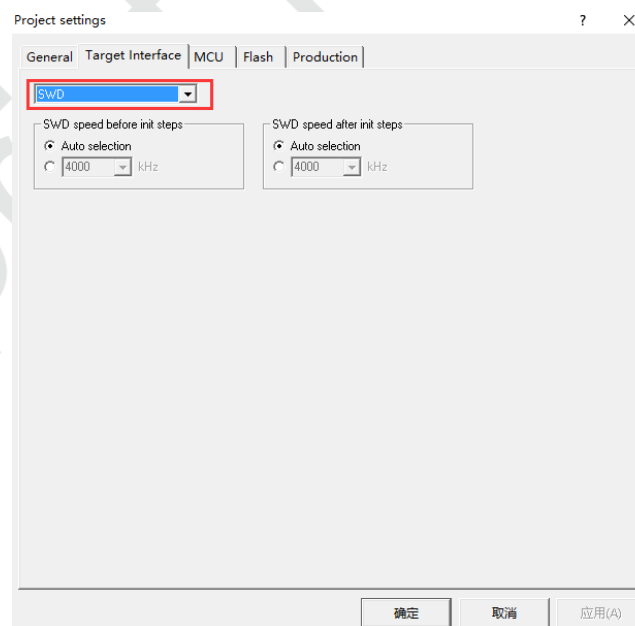 Project settings ? ×
General Target Interface MCU Flash Production
SWD
SWD speed before init steps SWD speed after init steps
Auto selection Auto selection
4000 kHz 4000 kHz
确定 取消 应用(A)